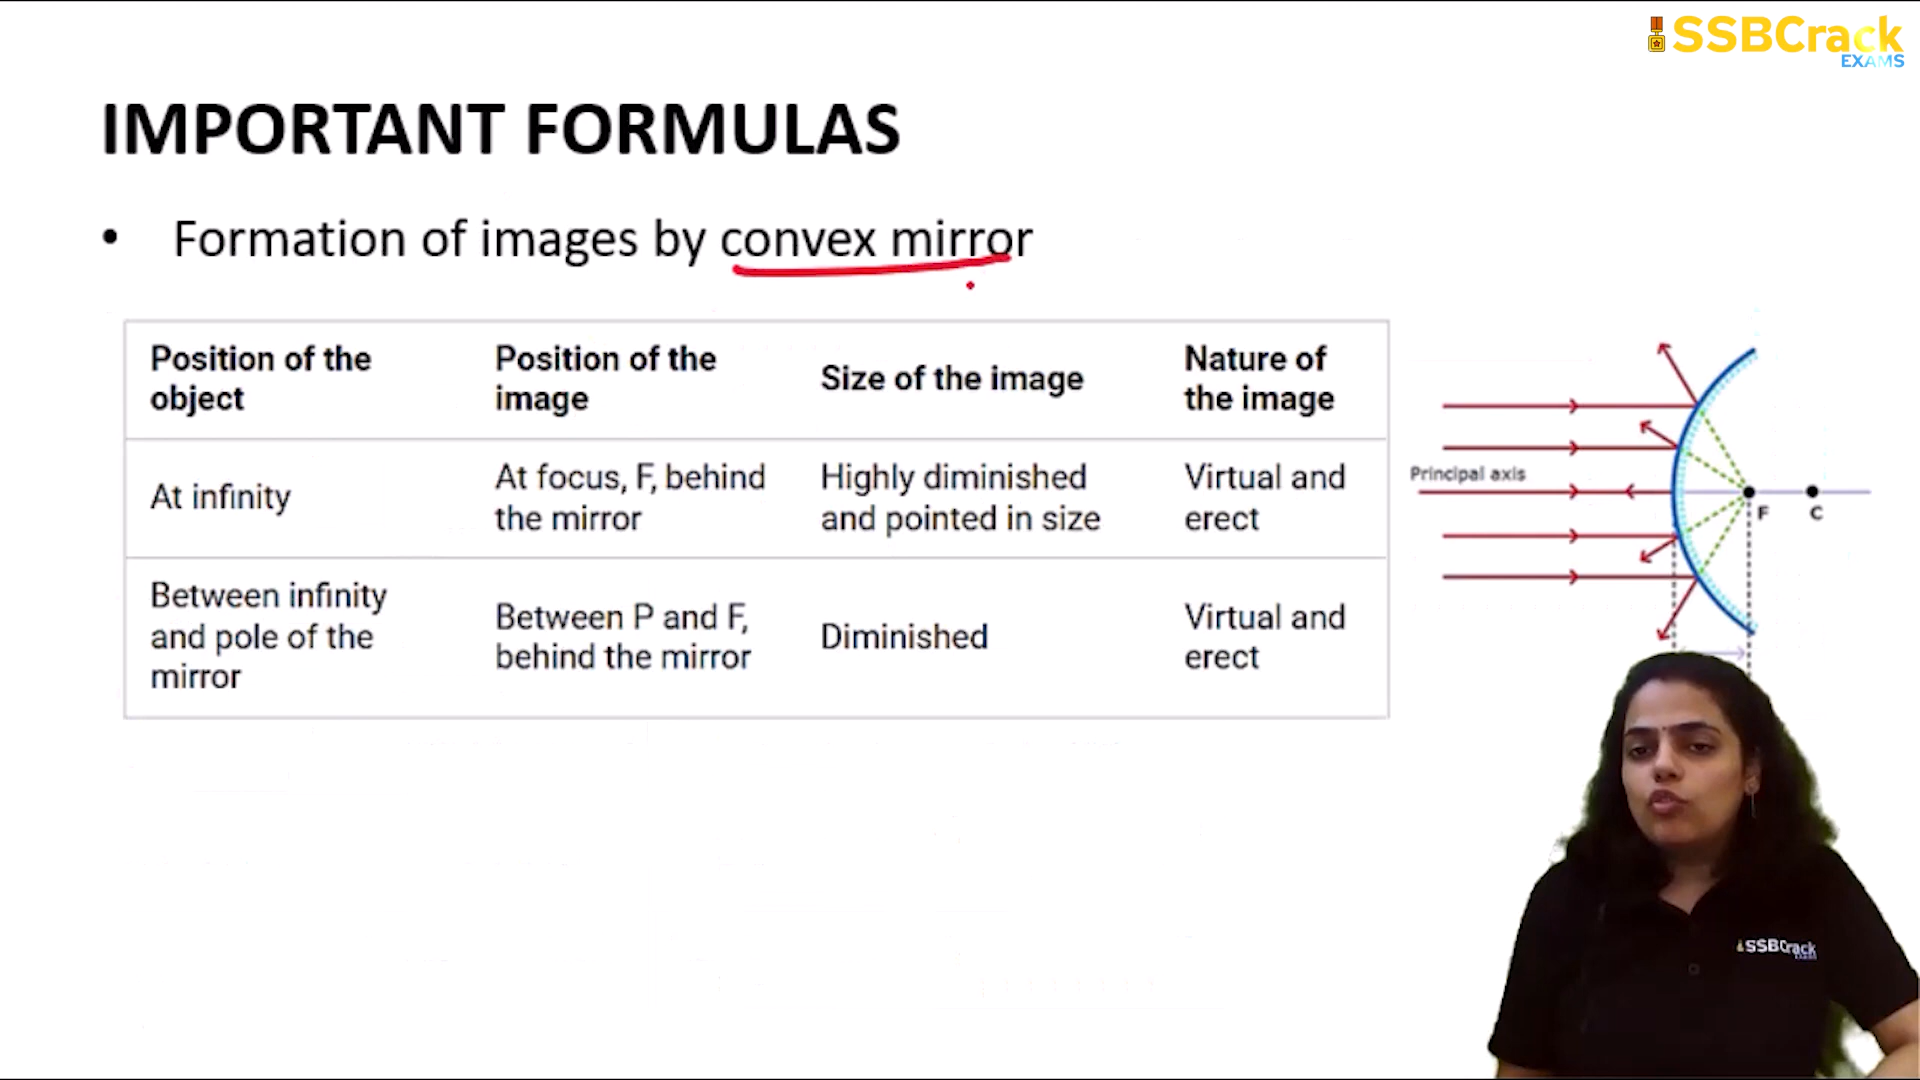 SSBCrack
EXAMS
IMPORTANT FORMULAS
• Formation of images by convex mirror
Position of the
object
Position of the
image
Size of the image
Nature of
the image
At infinity
At focus, F, behind
the mirror
Highly diminished
and pointed in size
Virtual and
erect
Between infinity
and pole of the
mirror
Between P and F,
behind the mirror
Diminished
Virtual and
erect
Principal axis
F
C
SSBCrack
EXAMS